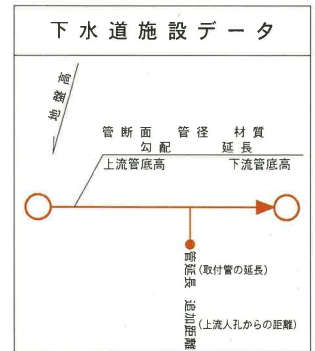 下水道施設データ
地盤高
管断面 管径 材質
勾配 延長
上流管底高 下流管底高
管延長 (取付管の延長)
追加距離 (上流人孔からの距離)